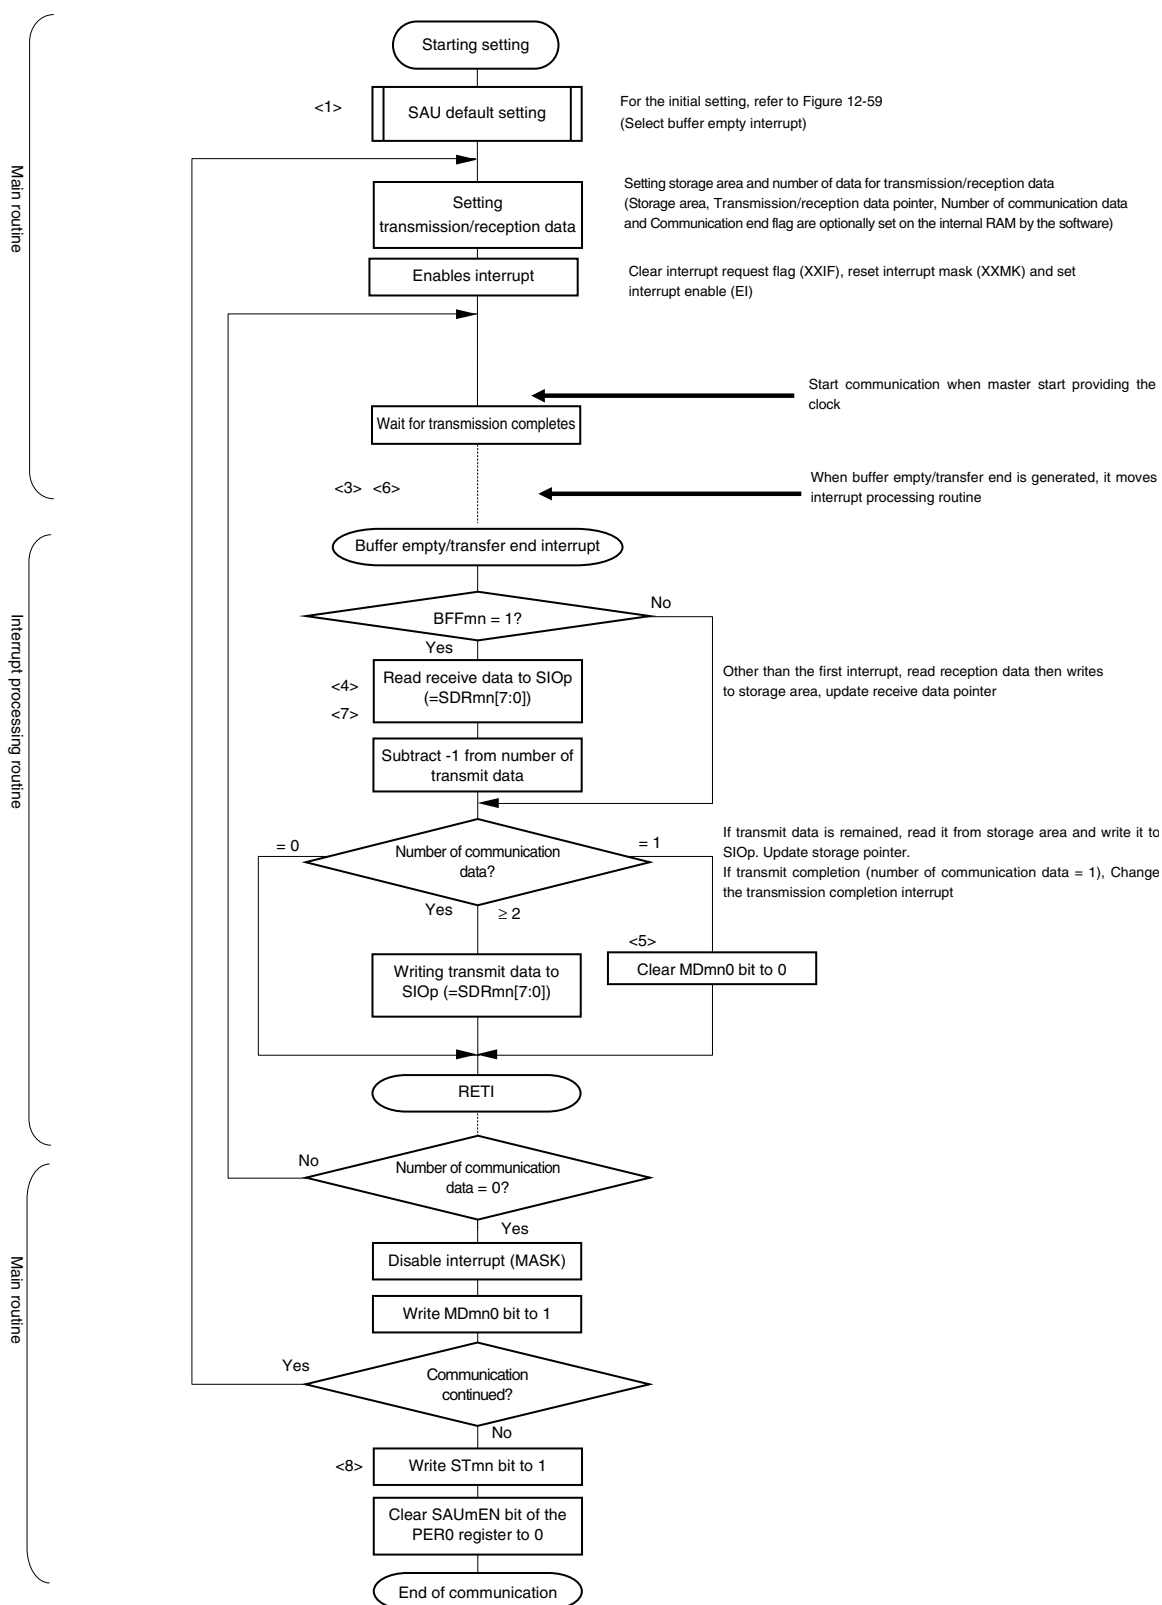 Starting setting
<1>
SAU default setting
For the initial setting, refer to Figure 12-59
(Select buffer empty interrupt)
Main routine
Setting
transmission/reception data
Setting storage area and number of data for transmission/reception data
(Storage area, Transmission/reception data pointer, Number of communication data
and Communication end flag are optionally set on the internal RAM by the software)
Enables interrupt
Clear interrupt request flag (XXIF), reset interrupt mask (XXMK) and set
interrupt enable (EI)
Start communication when master start providing the
clock
Wait for transmission completes
<3> <6>
When buffer empty/transfer end is generated, it moves
interrupt processing routine
Buffer empty/transfer end interrupt
Interrupt processing routine
BFFmn = 1?
No
Yes
<4>
<7>
Read receive data to SIOp
(=SDRmn[7:0])
Other than the first interrupt, read reception data then writes
to storage area, update receive data pointer
Subtract -1 from number of
transmit data
= 0
Number of communication
data?
= 1
If transmit data is remained, read it from storage area and write it to
SIOp. Update storage pointer.
If transmit completion (number of communication data = 1), Change
the transmission completion interrupt
Yes
≥ 2
<5>
Writing transmit data to
SIOp (=SDRmn[7:0])
Clear MDmn0 bit to 0
RETI
No
Number of communication
data = 0?
Yes
Main routine
Disable interrupt (MASK)
Write MDmn0 bit to 1
Yes
Communication
continued?
No
<8>
Write STmn bit to 1
Clear SAUmEN bit of the
PER0 register to 0
End of communication